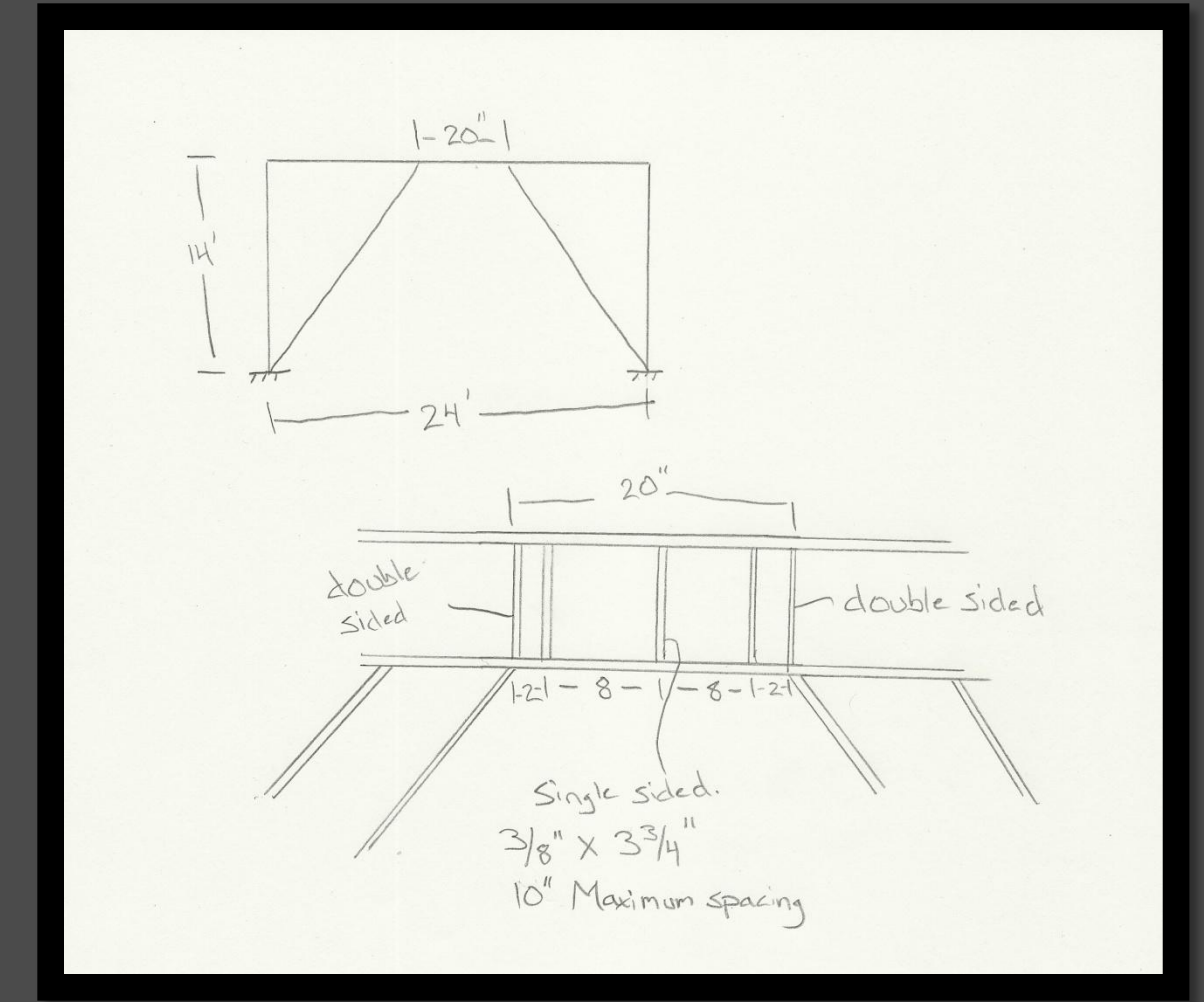 |- 20" -|
14'
24'
20"
double
sided
double sided
|-2-| - 8 - | - 8 - |-2-|
Single sided.
3/8" X 3 3/4"
10" Maximum spacing